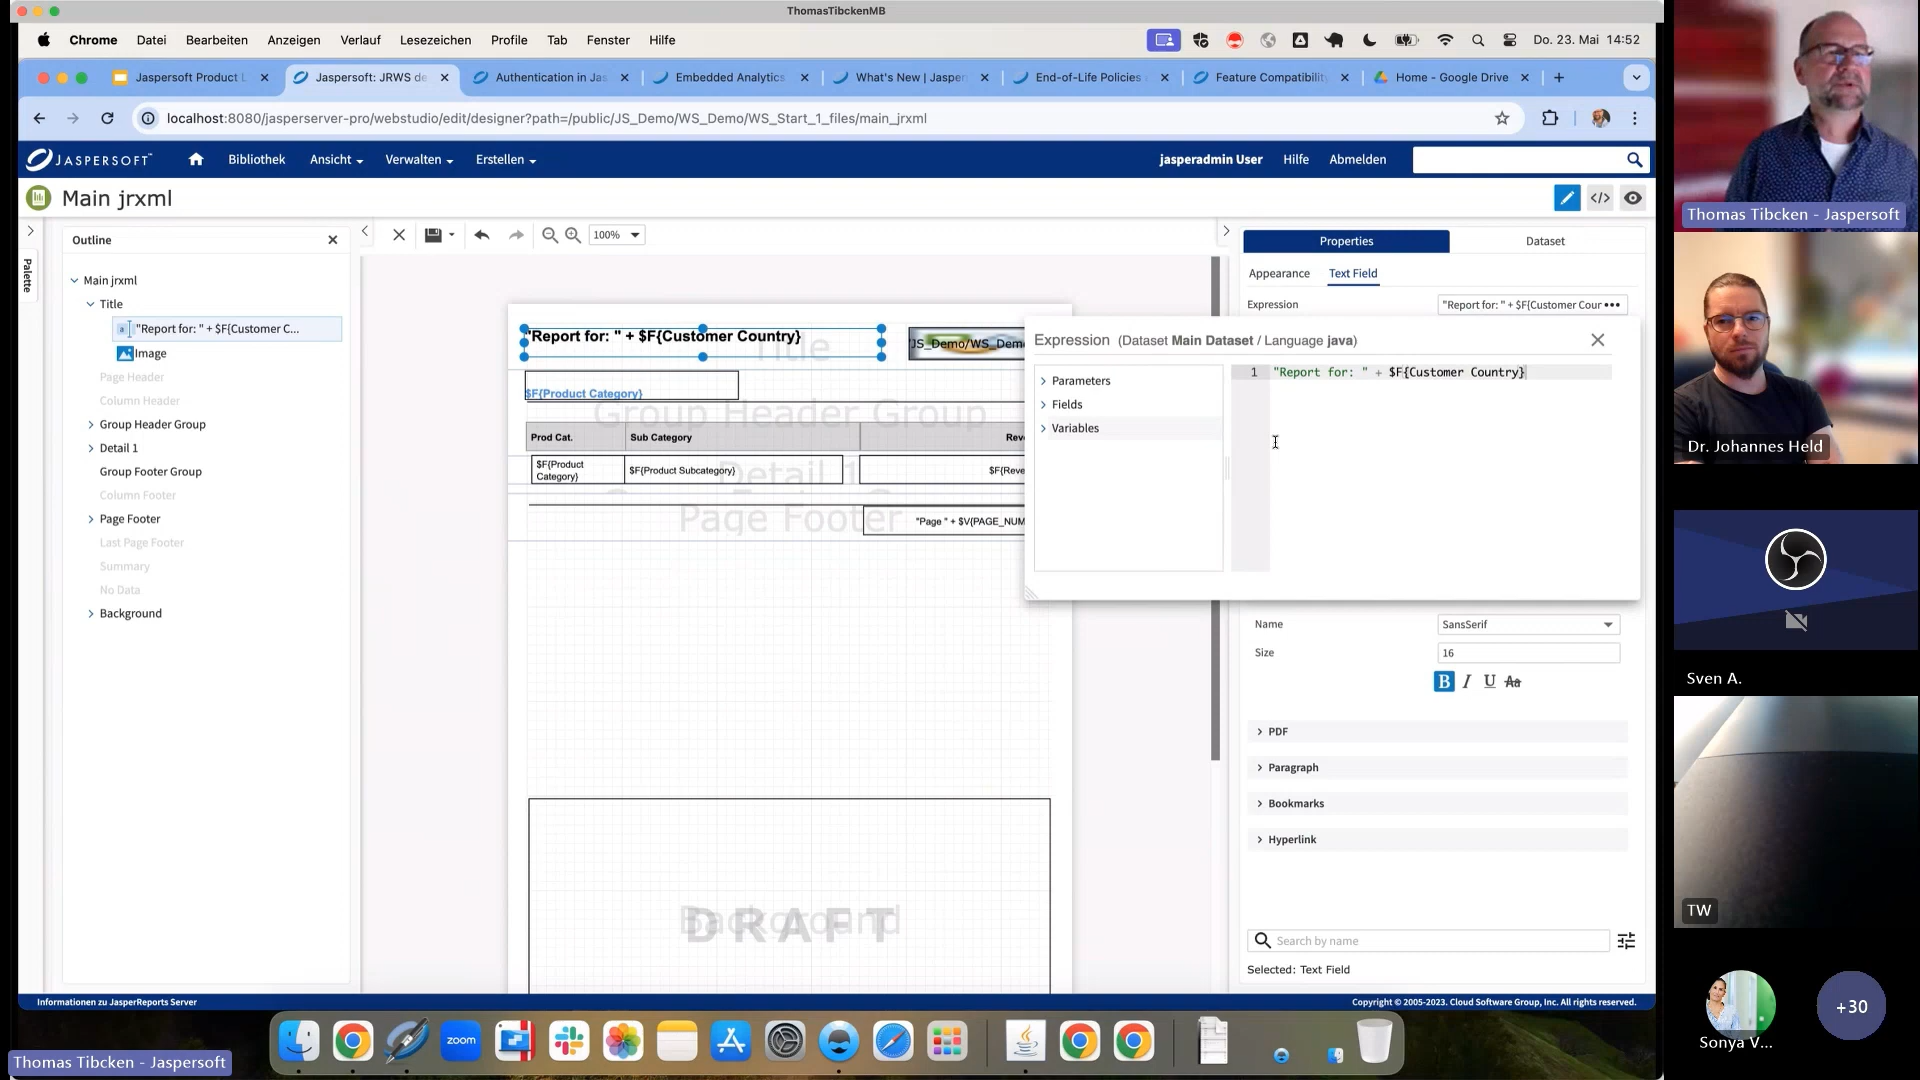 ThomasTibckenMB
Chrome Datei Bearbeiten Anzeigen Verlauf Lesezeichen Profile Tab Fenster Hilfe Do. 23. Mai 14:52
Jaspersoft Product L
Jaspersoft: JRWS de
Authentication in Jas
Embedded Analytics
What's New | Jasper
End-of-Life Policies
Feature Compatibility
Home - Google Drive
localhost:8080/jasperserver-pro/webstudio/edit/designer?path=/public/JS_Demo/WS_Demo/WS_Start_1_files/main_jrxml
JASPERSOFT
Bibliothek Ansicht Verwalten Erstellen jasperadmin User Hilfe Abmelden
Main jrxml
Palette
Outline
Main jrxml
Title
"Report for: " + $F{Customer C...
Image
Page Header
Column Header
Group Header Group
Detail 1
Group Footer Group
Column Footer
Page Footer
Last Page Footer
Summary
No Data
Background
100%
"Report for: " + $F{Customer Country}
Title
/JS_Demo/WS_Demo
$F{Product Category}
Group Header Group
Prod Cat. Sub Category Reve
$F{Product
Category}
$F{Product Subcategory}
$F{Reve
Detail 1
Group Footer Group
Page Footer
"Page " + $V{PAGE_NUM
Background
DRAFT
Properties Dataset
Appearance Text Field
Expression "Report for: " + $F{Customer Cour
Expression (Dataset Main Dataset / Language java)
Parameters
Fields
Variables
1 "Report for: " + $F{Customer Country}
Name SansSerif
Size 16
B I U Aa
PDF
Paragraph
Bookmarks
Hyperlink
Search by name
Selected: Text Field
Informationen zu JasperReports Server Copyright © 2005-2023. Cloud Software Group, Inc. All rights reserved.
zoom
Thomas Tibcken - Jaspersoft
Thomas Tibcken - Jaspersoft
Dr. Johannes Held
Sven A.
TW
Sonya V...
+30